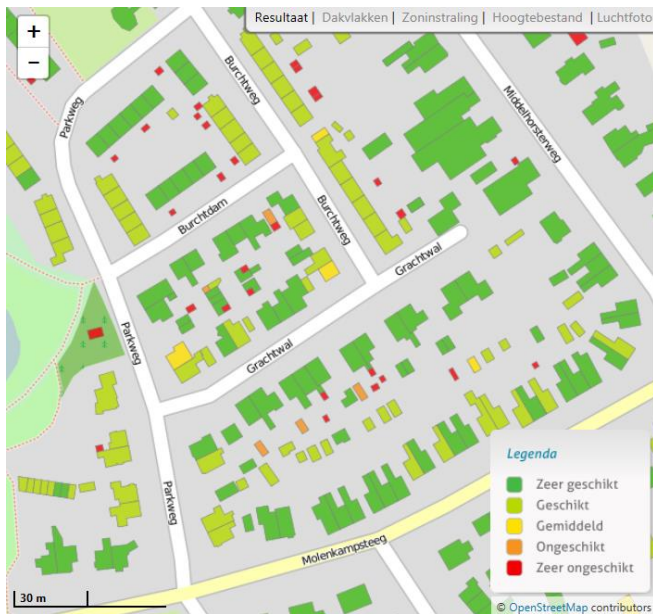 Resultaat | Dakvlakken | Zoninstraling | Hoogtebestand | Luchtfoto
+
−
Parkweg
Burchtweg
Middelhorsterweg
Burchtdam
Burchtweg
Grachtwal
Parkweg
Grachtwal
Parkweg
Molenkampsteeg
Legenda
Zeer geschikt
Geschikt
Gemiddeld
Ongeschikt
Zeer ongeschikt
30 m
© OpenStreetMap contributors